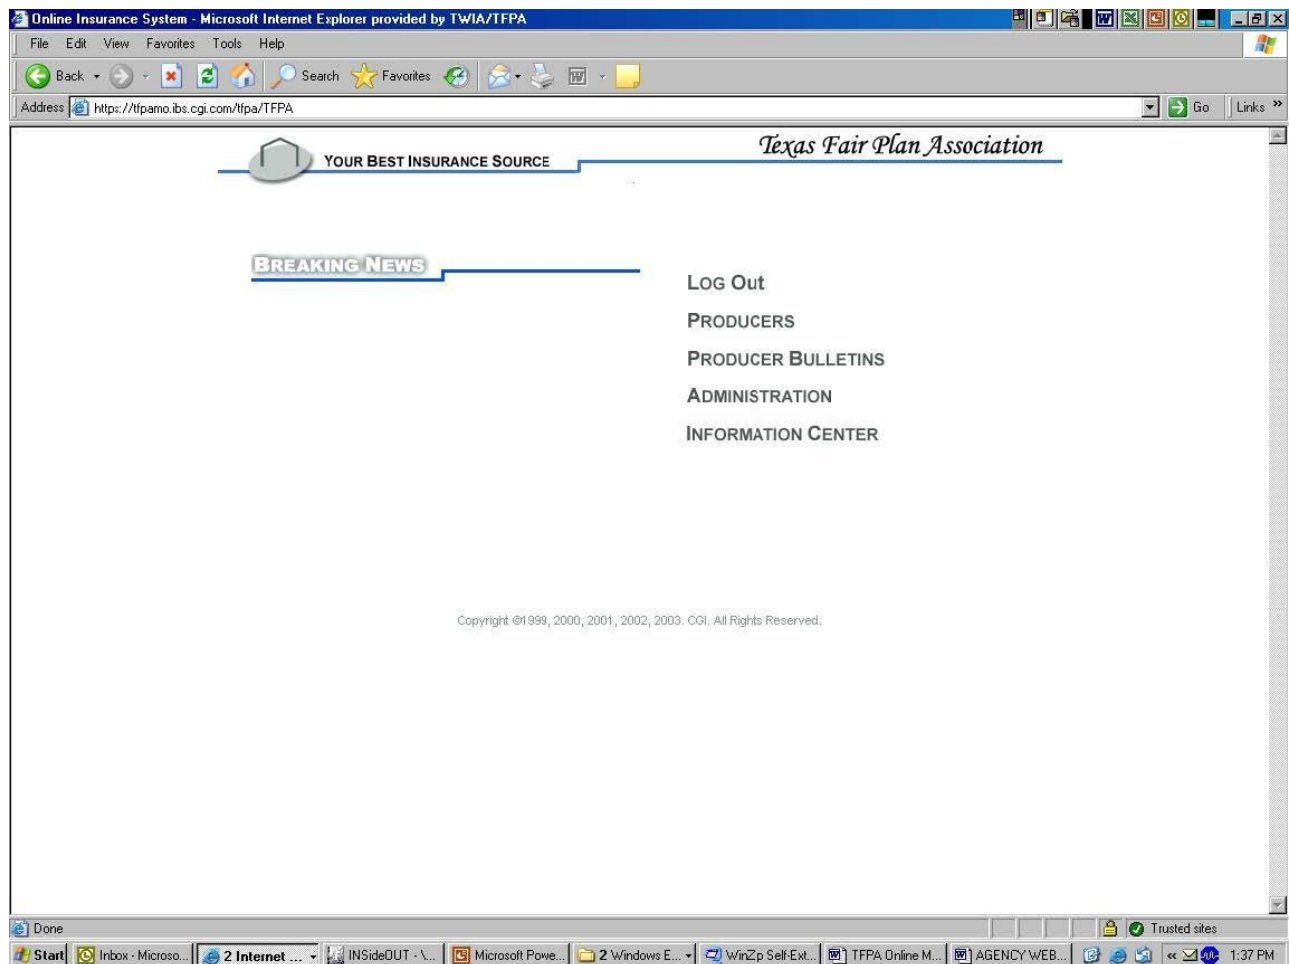 Online Insurance System - Microsoft Internet Explorer provided by TWIA/TFPA
File Edit View Favorites Tools Help
Back Search Favorites
Address https://tfpamo.ibs.cgi.com/tfpa/TFPA Go Links »
YOUR BEST INSURANCE SOURCE
Texas Fair Plan Association
BREAKING NEWS
LOG Out
PRODUCERS
PRODUCER BULLETINS
ADMINISTRATION
INFORMATION CENTER
Copyright ©1999, 2000, 2001, 2002, 2003. CGI. All Rights Reserved.
Done Trusted sites
Start Inbox - Microso... 2 Internet ... INSideOUT - \... Microsoft Powe... 2 Windows E... WinZp Self-Ext... TFPA Online M... AGENCY WEB... « 1:37 PM